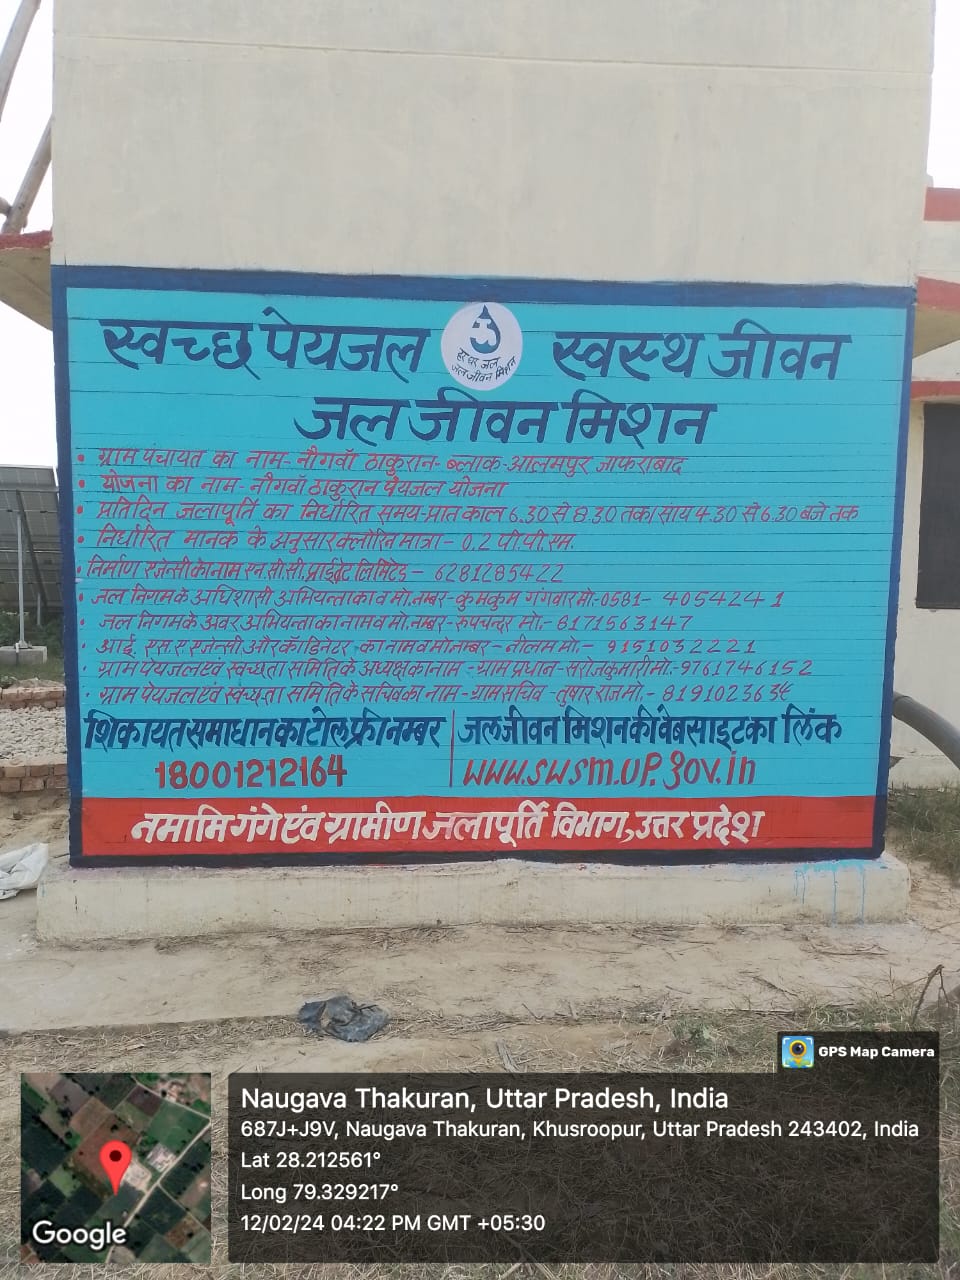 स्वच्छ पेयजल स्वस्थ जीवन
हर घर जल
जल जीवन मिशन
जल जीवन मिशन
• ग्राम पंचायत का नाम- नौगवॉ ठाकुरान- ब्लाक-आलमपुर जाफराबाद
• योजना का नाम- नौगवॉ ठाकुरान पेयजल योजना
• प्रतिदिन जलापूर्ति का निर्धारित समय-प्रात काल 6.30 से 8.30 तक। सांय 4.30 से 6.30 बजे तक
• निर्धारित मानक के अनुसार क्लोरिन मात्रा - 0.2 पी.पी.एम.
• निर्माण एजेन्सी का नाम एन.सी.सी. प्राईवेट लिमिटेड - 6281285422
• जल निगम के अधिशासी अभियन्ता का व मो. नम्बर- कुमकुम गंगवार मो:-0581- 4054241
• जल निगम के अवर अभियन्ता का नाम व मो. नम्बर- रुपचन्द्र मो.- 8171563147
• आई. एस. ए एजेन्सी और कॉडिनेटर का नाम व मो. नम्बर - नीलम मो.- 9151032221
• ग्राम पेयजल एंव स्वच्छता समिति के अध्यक्ष का नाम - ग्राम प्रधान - सरोज कुमारी मो.- 9761746152
• ग्राम पेयजल एंव स्वच्छता समिति के सचिव का नाम - ग्राम सचिव - तुषार राज मो.-
शिकायत समाधान का टोल फ्री नम्बर
18001212164
जल जीवन मिशन की वेबसाइट का लिंक
www.swsm.up.gov.in
नमामि गंगे एंव ग्रामीण जलापूर्ति विभाग, उत्तर प्रदेश
GPS Map Camera
Naugava Thakuran, Uttar Pradesh, India
687J+J9V, Naugava Thakuran, Khusroopur, Uttar Pradesh 243402, India
Lat 28.212561°
Long 79.329217°
12/02/24 04:22 PM GMT +05:30
Google